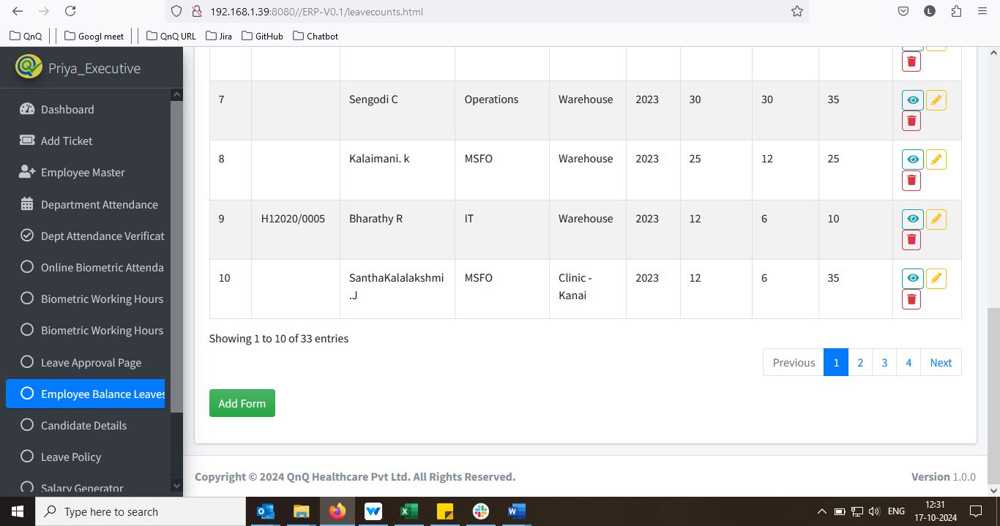 192.168.1.39:8080//ERP-V0.1/leavecounts.html
L
QnQ
Googl meet
QnQ URL
Jira
GitHub
Chatbot
Priya_Executive
Dashboard
Add Ticket
Employee Master
Department Attendance
Dept Attendance Verificat
Online Biometric Attenda
Biometric Working Hours
Biometric Working Hours
Leave Approval Page
Employee Balance Leaves
Candidate Details
Leave Policy
Salary Generator
7 Sengodi C Operations Warehouse 2023 30 30 35
8 Kalaimani. k MSFO Warehouse 2023 25 12 25
9 H12020/0005 Bharathy R IT Warehouse 2023 12 6 10
10 SanthaKalalakshmi MSFO Clinic - 2023 12 6 35
.J Kanai
Showing 1 to 10 of 33 entries
Previous 1 2 3 4 Next
Add Form
Copyright © 2024 QnQ Healthcare Pvt Ltd. All Rights Reserved.
Version 1.0.0
Type here to search
ENG
12:31
17-10-2024